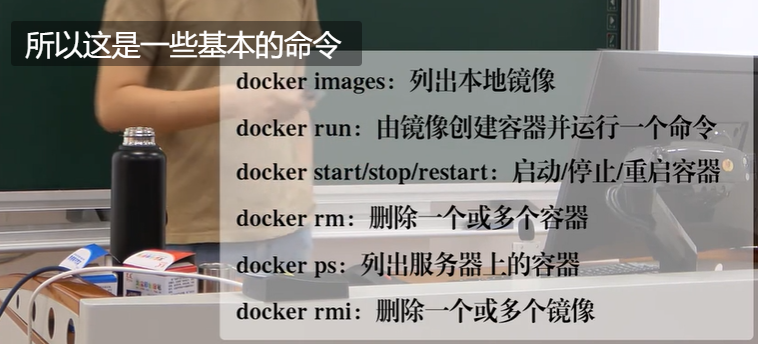 所以这是一些基本的命令
docker images：列出本地镜像
docker run：由镜像创建容器并运行一个命令
docker start/stop/restart：启动/停止/重启容器
docker rm：删除一个或多个容器
docker ps：列出服务器上的容器
docker rmi：删除一个或多个镜像